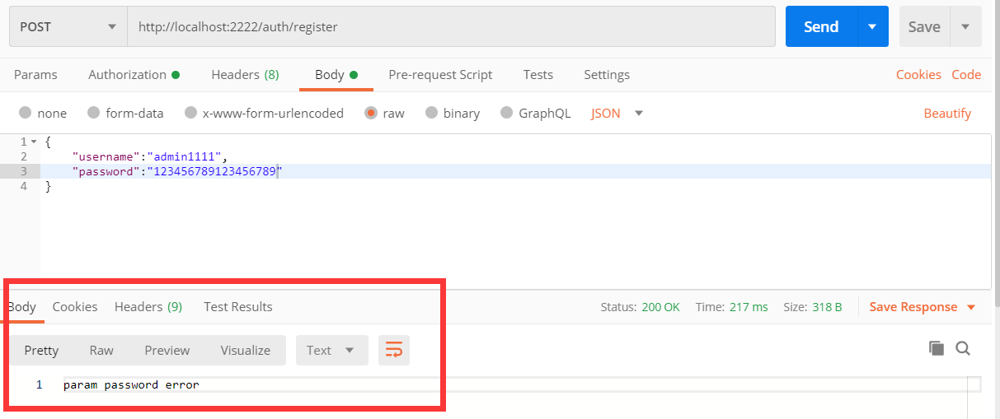 POST http://localhost:2222/auth/register Send Save
Params Authorization Headers (8) Body Pre-request Script Tests Settings Cookies Code
none form-data x-www-form-urlencoded raw binary GraphQL JSON Beautify
1 {
2 "username":"admin1111",
3 "password":"123456789123456789"
4 }
Body Cookies Headers (9) Test Results Status: 200 OK Time: 217 ms Size: 318 B Save Response
Pretty Raw Preview Visualize Text
1 param password error